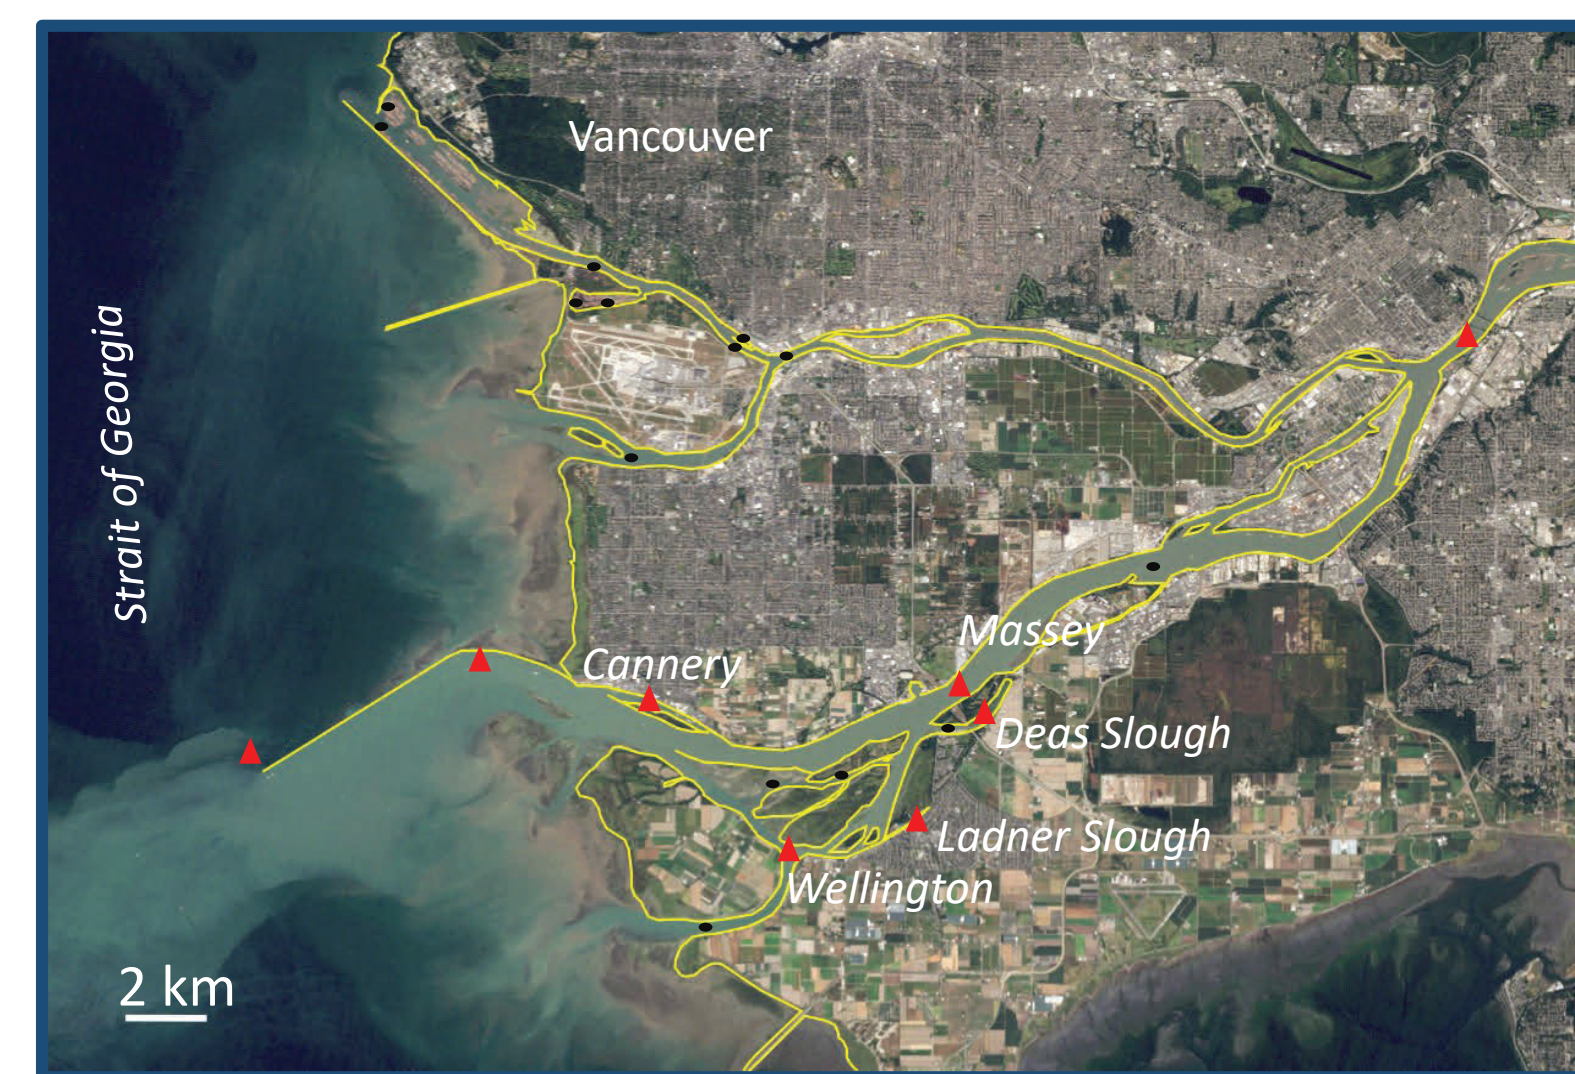 Vancouver
Strait of Georgia
Massey
Cannery
Deas Slough
Ladner Slough
Wellington
2 km